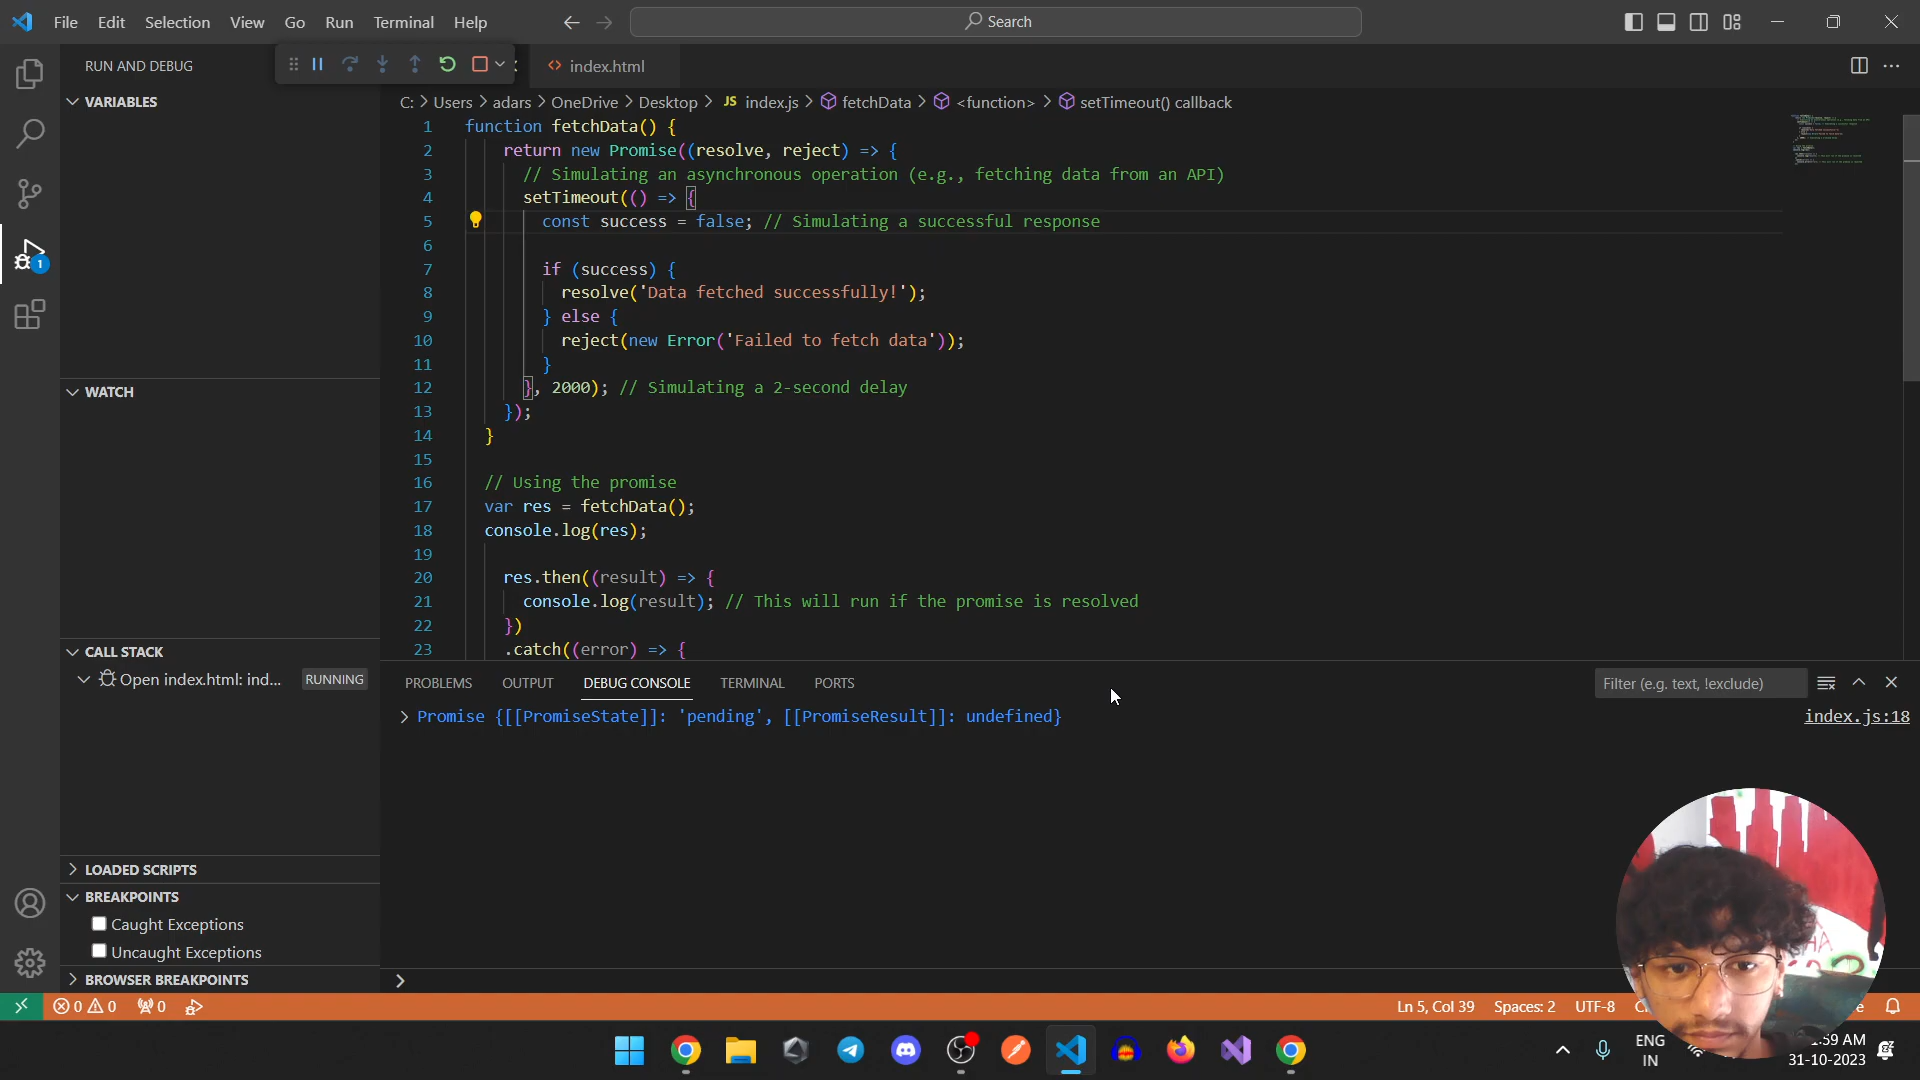 File Edit Selection View Go Run Terminal Help
Search
RUN AND DEBUG
index.html
VARIABLES
C: > Users > adars > OneDrive > Desktop > JS index.js > fetchData > <function> > setTimeout() callback
1 function fetchData() {
2 return new Promise((resolve, reject) => {
3 // Simulating an asynchronous operation (e.g., fetching data from an API)
4 setTimeout(() => {
5 const success = false; // Simulating a successful response
6
7 if (success) {
8 resolve('Data fetched successfully!');
9 } else {
10 reject(new Error('Failed to fetch data'));
11 }
12 }, 2000); // Simulating a 2-second delay
13 });
14 }
15
16 // Using the promise
17 var res = fetchData();
18 console.log(res);
19
20 res.then((result) => {
21 console.log(result); // This will run if the promise is resolved
22 })
23 .catch((error) => {
1
WATCH
CALL STACK
Open index.html: ind... RUNNING
LOADED SCRIPTS
BREAKPOINTS
Caught Exceptions
Uncaught Exceptions
BROWSER BREAKPOINTS
PROBLEMS OUTPUT DEBUG CONSOLE TERMINAL PORTS
Filter (e.g. text, !exclude)
> Promise {[[PromiseState]]: 'pending', [[PromiseResult]]: undefined}
index.js:18
>
0 0 0
Ln 5, Col 39 Spaces: 2 UTF-8
ENG
IN
:59 AM
31-10-2023